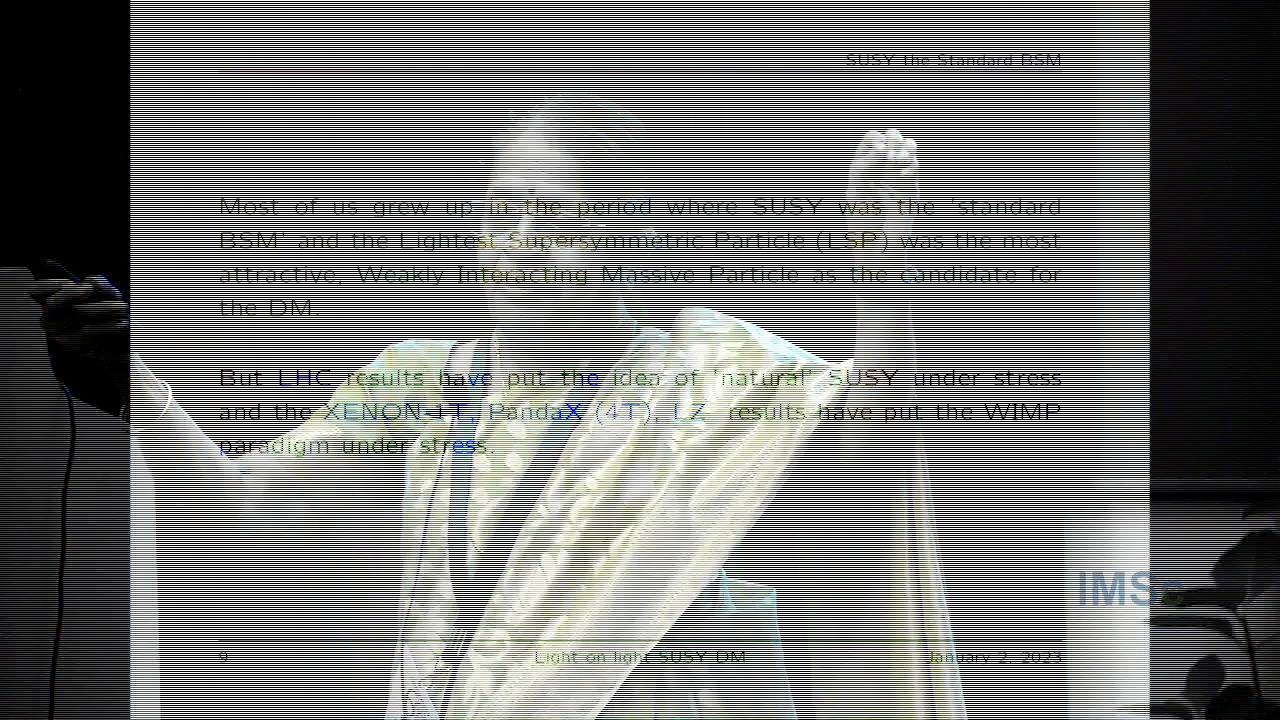 SUSY the Standard BSM
Most of us grew up in the period where SUSY was the 'standard
BSM' and the Lightest Supersymmetric Particle (LSP) was the most
attractive, Weakly Interacting Massive Particle as the candidate for
the DM.
But LHC results have put the idea of 'natural' SUSY under stress
and the XENON-1T, PandaX (4T), LZ results have put the WIMP
paradigm under stress.
9 Light on light SUSY DM January 2, 2023
IMSc